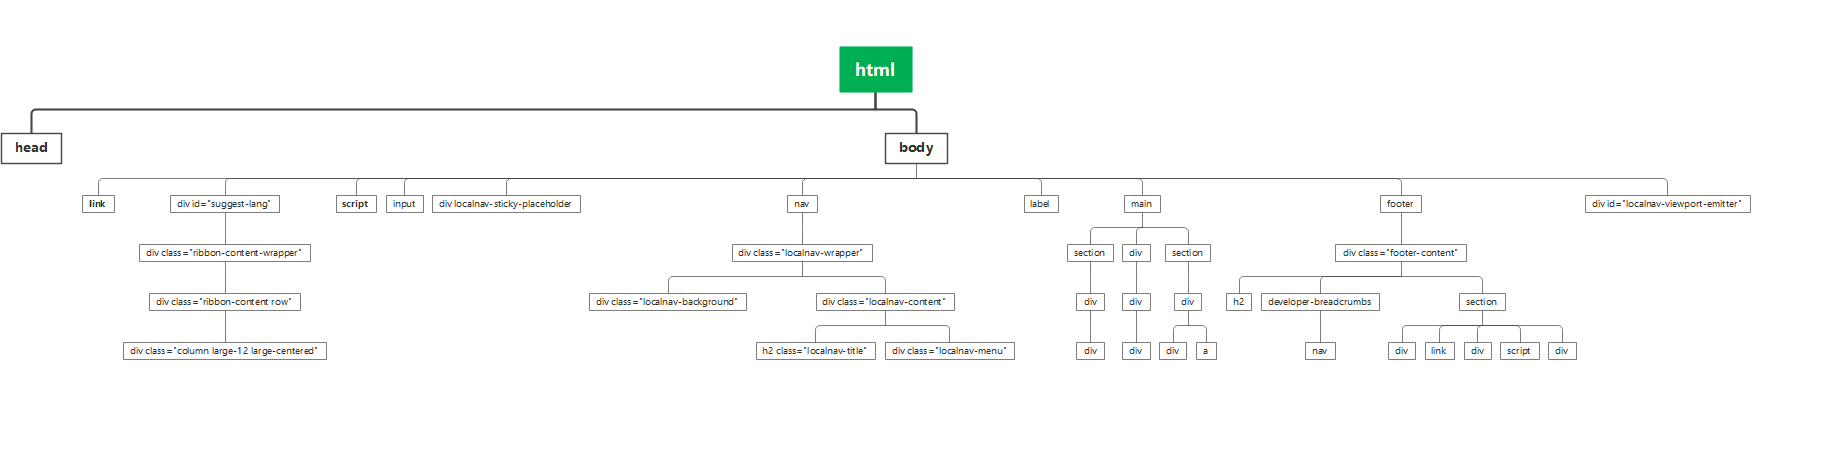 html
head
body
link
div id="suggest-lang"
script
input
div localnav-sticky-placeholder
nav
label
main
footer
div id="localnav-viewport-emitter"
div class="ribbon-content-wrapper"
div class="localnav-wrapper"
section
div
section
div class="footer-content"
div class="ribbon-content row"
div class="localnav-background"
div class="localnav-content"
div
div
div
h2
developer-breadcrumbs
section
div class="column large-12 large-centered"
h2 class="localnav-title"
div class="localnav-menu"
div
div
div
a
nav
div
link
div
script
div